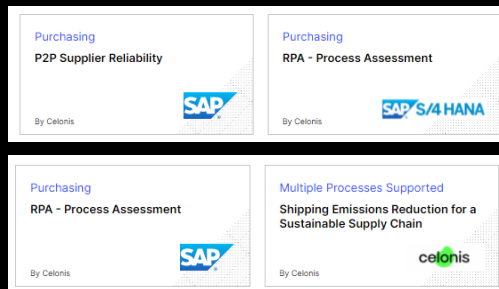 Purchasing
P2P Supplier Reliability
SAP
By Celonis
Purchasing
RPA - Process Assessment
SAP S/4 HANA
By Celonis
Purchasing
RPA - Process Assessment
SAP
By Celonis
Multiple Processes Supported
Shipping Emissions Reduction for a
Sustainable Supply Chain
celonis
By Celonis